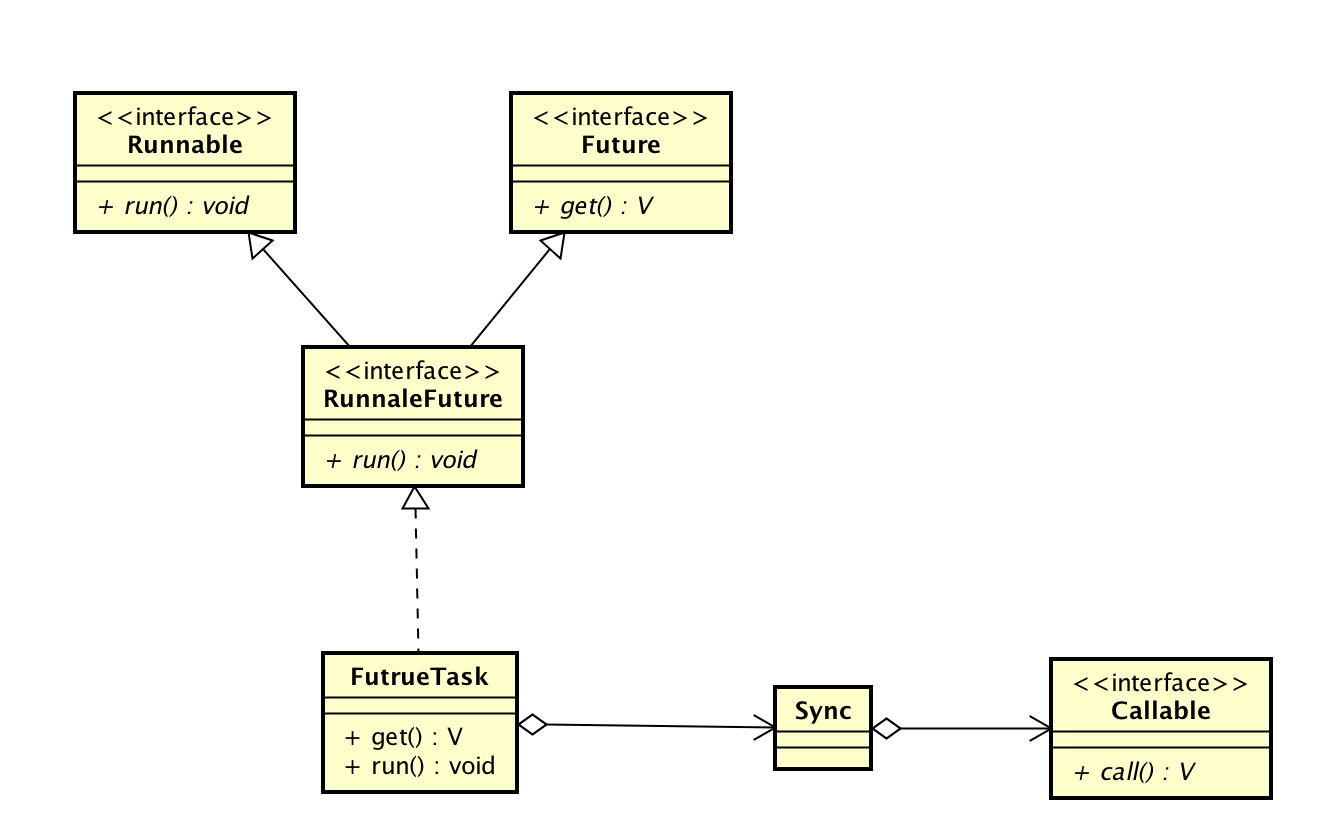 <<interface>>
Runnable
+ run() : void
<<interface>>
Future
+ get() : V
<<interface>>
RunnaleFuture
+ run() : void
FutrueTask
+ get() : V
+ run() : void
Sync
<<interface>>
Callable
+ call() : V